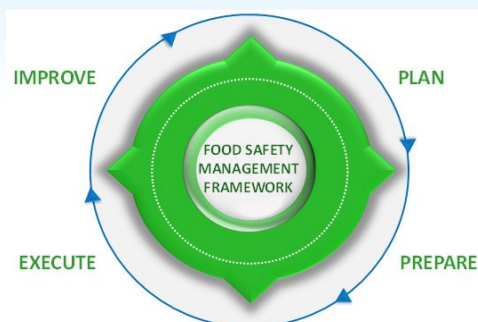 IMPROVE
PLAN
FOOD SAFETY
MANAGEMENT
FRAMEWORK
EXECUTE
PREPARE